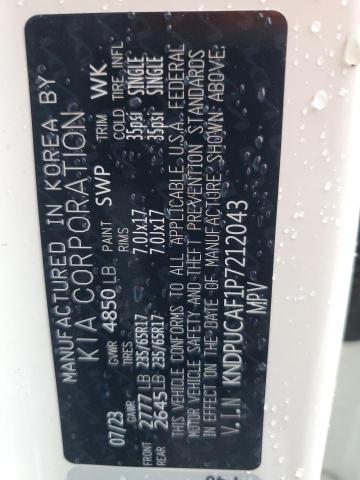 MANUFACTURED IN KOREA BY
KIA CORPORATION
07/23 GVWR 4850 LB PAINT SWP TRIM WK
GAWR TIRES RIMS COLD TIRE INFL
FRONT 2777 LB 235/65R17 7.0Jx17 35psi SINGLE
REAR 2645 LB 235/65R17 7.0Jx17 35psi SINGLE
THIS VEHICLE CONFORMS TO ALL APPLICABLE U.S.A. FEDERAL
MOTOR VEHICLE SAFETY AND THEFT PREVENTION STANDARDS
IN EFFECT ON THE DATE OF MANUFACTURE SHOWN ABOVE:
V.I.N KNDPUCAF1P7212043
MPV